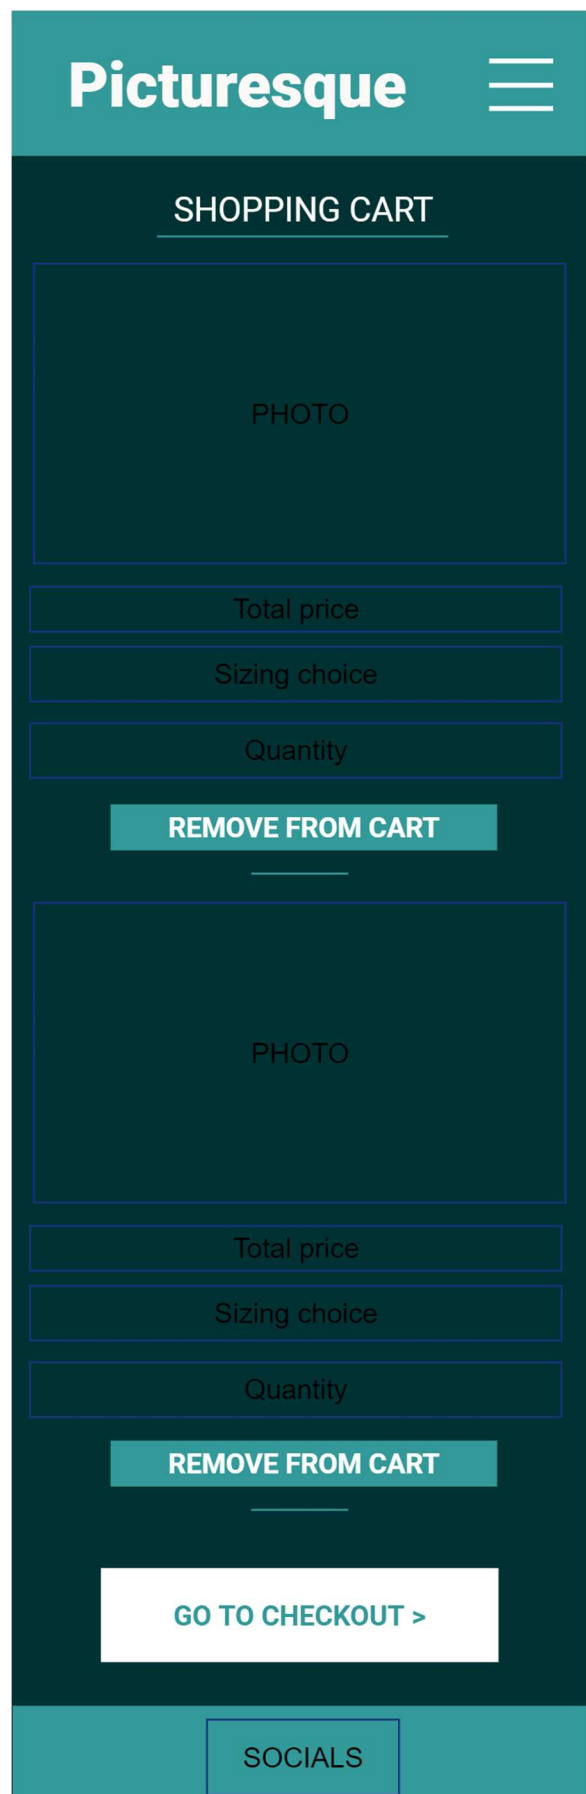 Picturesque
SHOPPING CART
PHOTO
Total price
Sizing choice
Quantity
REMOVE FROM CART
PHOTO
Total price
Sizing choice
Quantity
REMOVE FROM CART
GO TO CHECKOUT >
SOCIALS